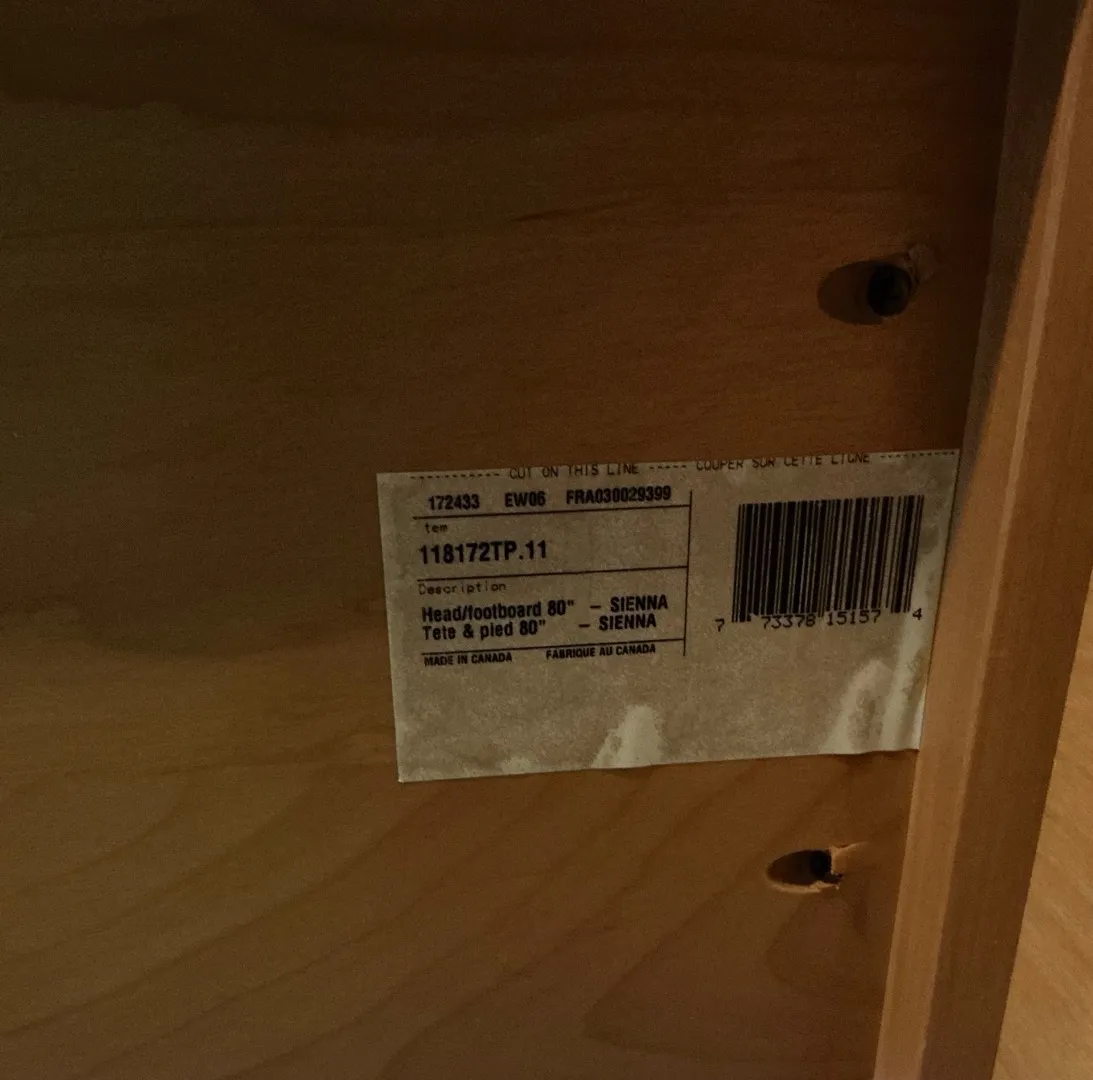 ---------- CUT ON THIS LINE ----- COUPER SUR CETTE LIGNE ----------
172433 EW06 FRA030029399
tem
118172TP.11
Description
Head/footboard 80" – SIENNA
Tete & pied 80" – SIENNA
MADE IN CANADA FABRIQUE AU CANADA
7 73378 15157 4